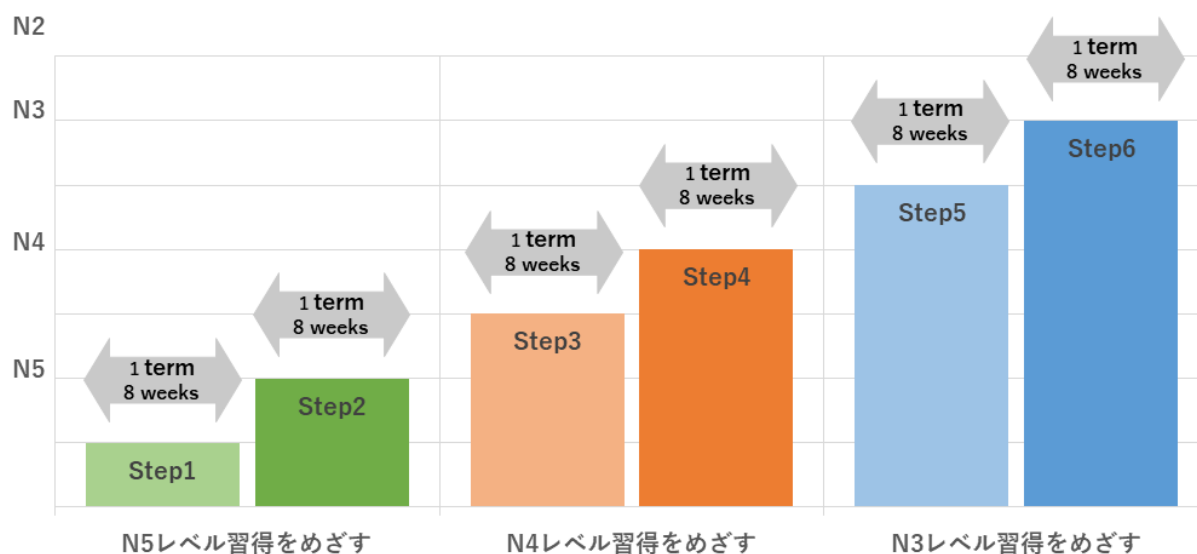 N2
N3
N4
N5
1 term
8 weeks
Step1
1 term
8 weeks
Step2
1 term
8 weeks
Step3
1 term
8 weeks
Step4
1 term
8 weeks
Step5
1 term
8 weeks
Step6
N5レベル習得をめざす
N4レベル習得をめざす
N3レベル習得をめざす